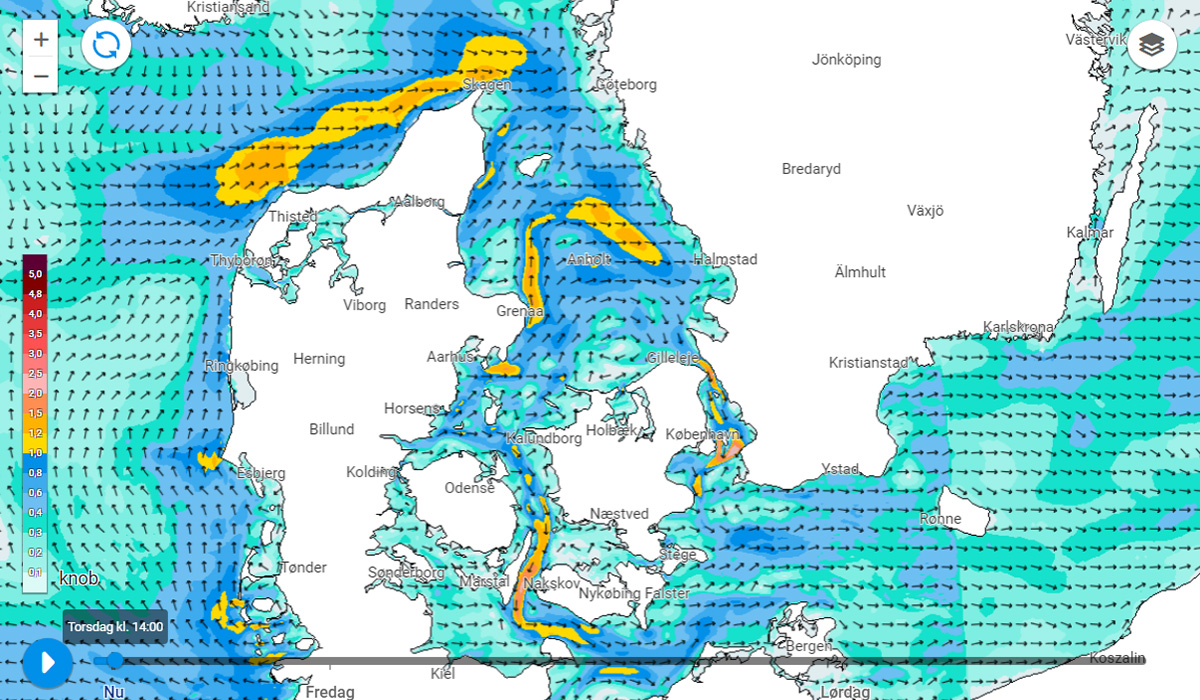 Kristiansand
+
−
Västervik
Jönköping
Skagen
Göteborg
Bredaryd
Aalborg
Växjö
Thisted
Kalmar
Thyborøn
Anholt
Halmstad
Älmhult
5,0
4,8
4,0
3,5
3,0
2,5
2,0
1,5
1,2
1,0
0,8
0,6
0,4
0,3
0,2
0,1
Viborg
Randers
Grenaa
Karlskrona
Ringkøbing
Herning
Aarhus
Gilleleje
Kristianstad
Horsens
Billund
Kalundborg
Holbæk
København
Esbjerg
Kolding
Odense
Ystad
Næstved
Rønne
Stege
Tønder
Sønderborg
Marstal
Nakskov
Nykøbing Falster
knob
Torsdag kl. 14:00
Bergen
Koszalin
Kiel
Nu
Fredag
Lørdag